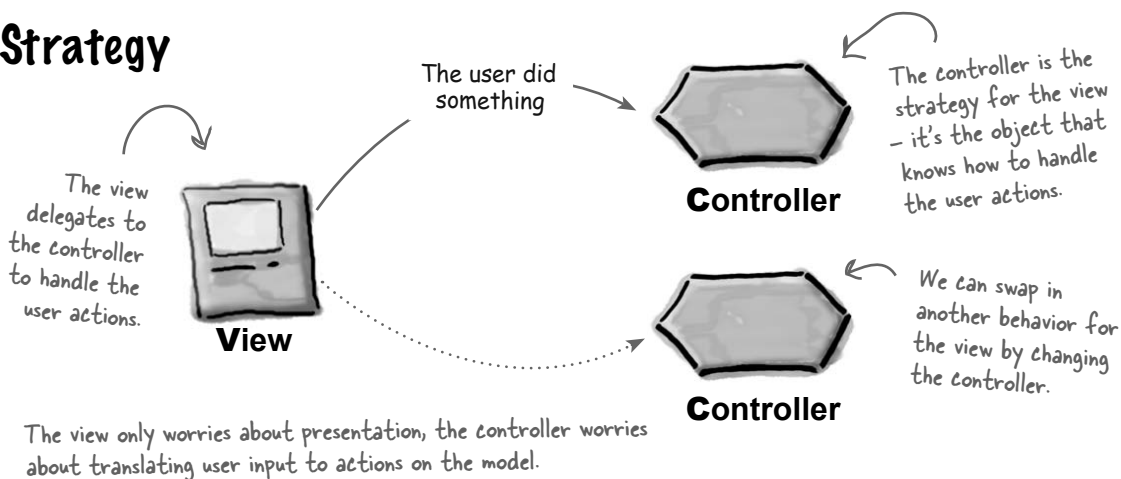 Strategy
The view
delegates to
the controller
to handle the
user actions.
View
The user did
something
Controller
The controller is the
strategy for the view
– it's the object that
knows how to handle
the user actions.
Controller
We can swap in
another behavior for
the view by changing
the controller.
The view only worries about presentation, the controller worries
about translating user input to actions on the model.